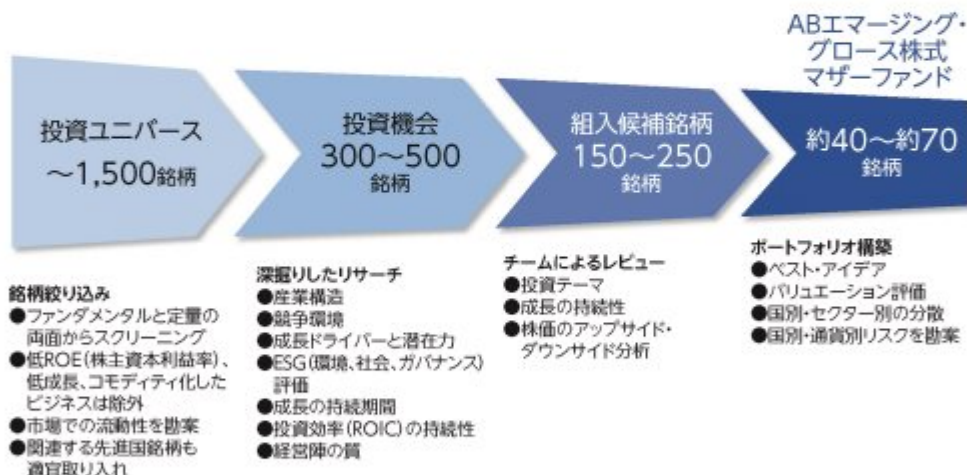 ABエマージング・
グロース株式
マザーファンド
投資ユニバース
～1,500銘柄
投資機会
300～500
銘柄
組入候補銘柄
150～250
銘柄
約40～約70
銘柄
銘柄絞り込み
●ファンダメンタルと定量の
両面からスクリーニング
●低ROE(株主資本利益率)、
低成長、コモディティ化した
ビジネスは除外
●市場での流動性を勘案
●関連する先進国銘柄も
適宜取り入れ
深掘りしたリサーチ
●産業構造
●競争環境
●成長ドライバーと潜在力
●ESG(環境、社会、ガバナンス)
評価
●成長の持続期間
●投資効率(ROIC)の持続性
●経営陣の質
チームによるレビュー
●投資テーマ
●成長の持続性
●株価のアップサイド・
ダウンサイド分析
ポートフォリオ構築
●ベスト・アイデア
●バリュエーション評価
●国別・セクター別の分散
●国別・通貨別リスクを勘案